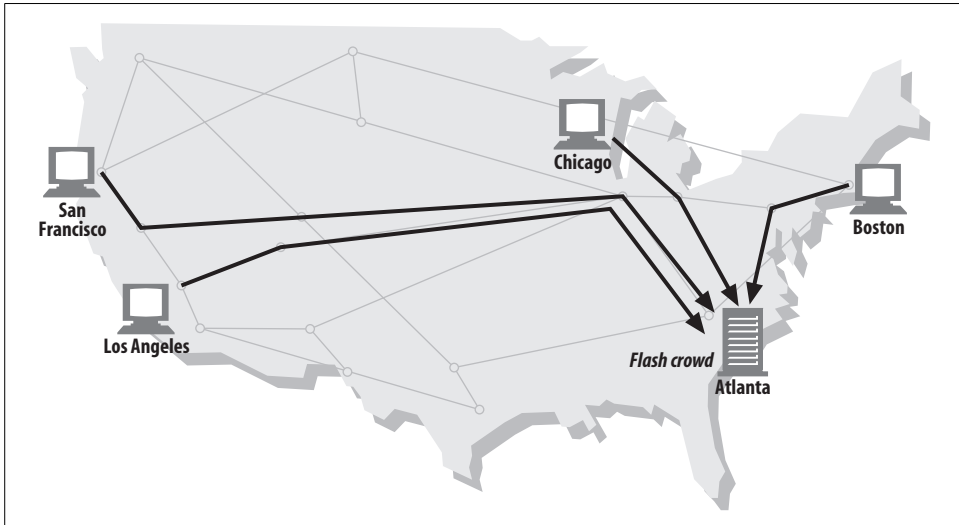 Chicago
San
Francisco
Boston
Los Angeles
Flash crowd
Atlanta